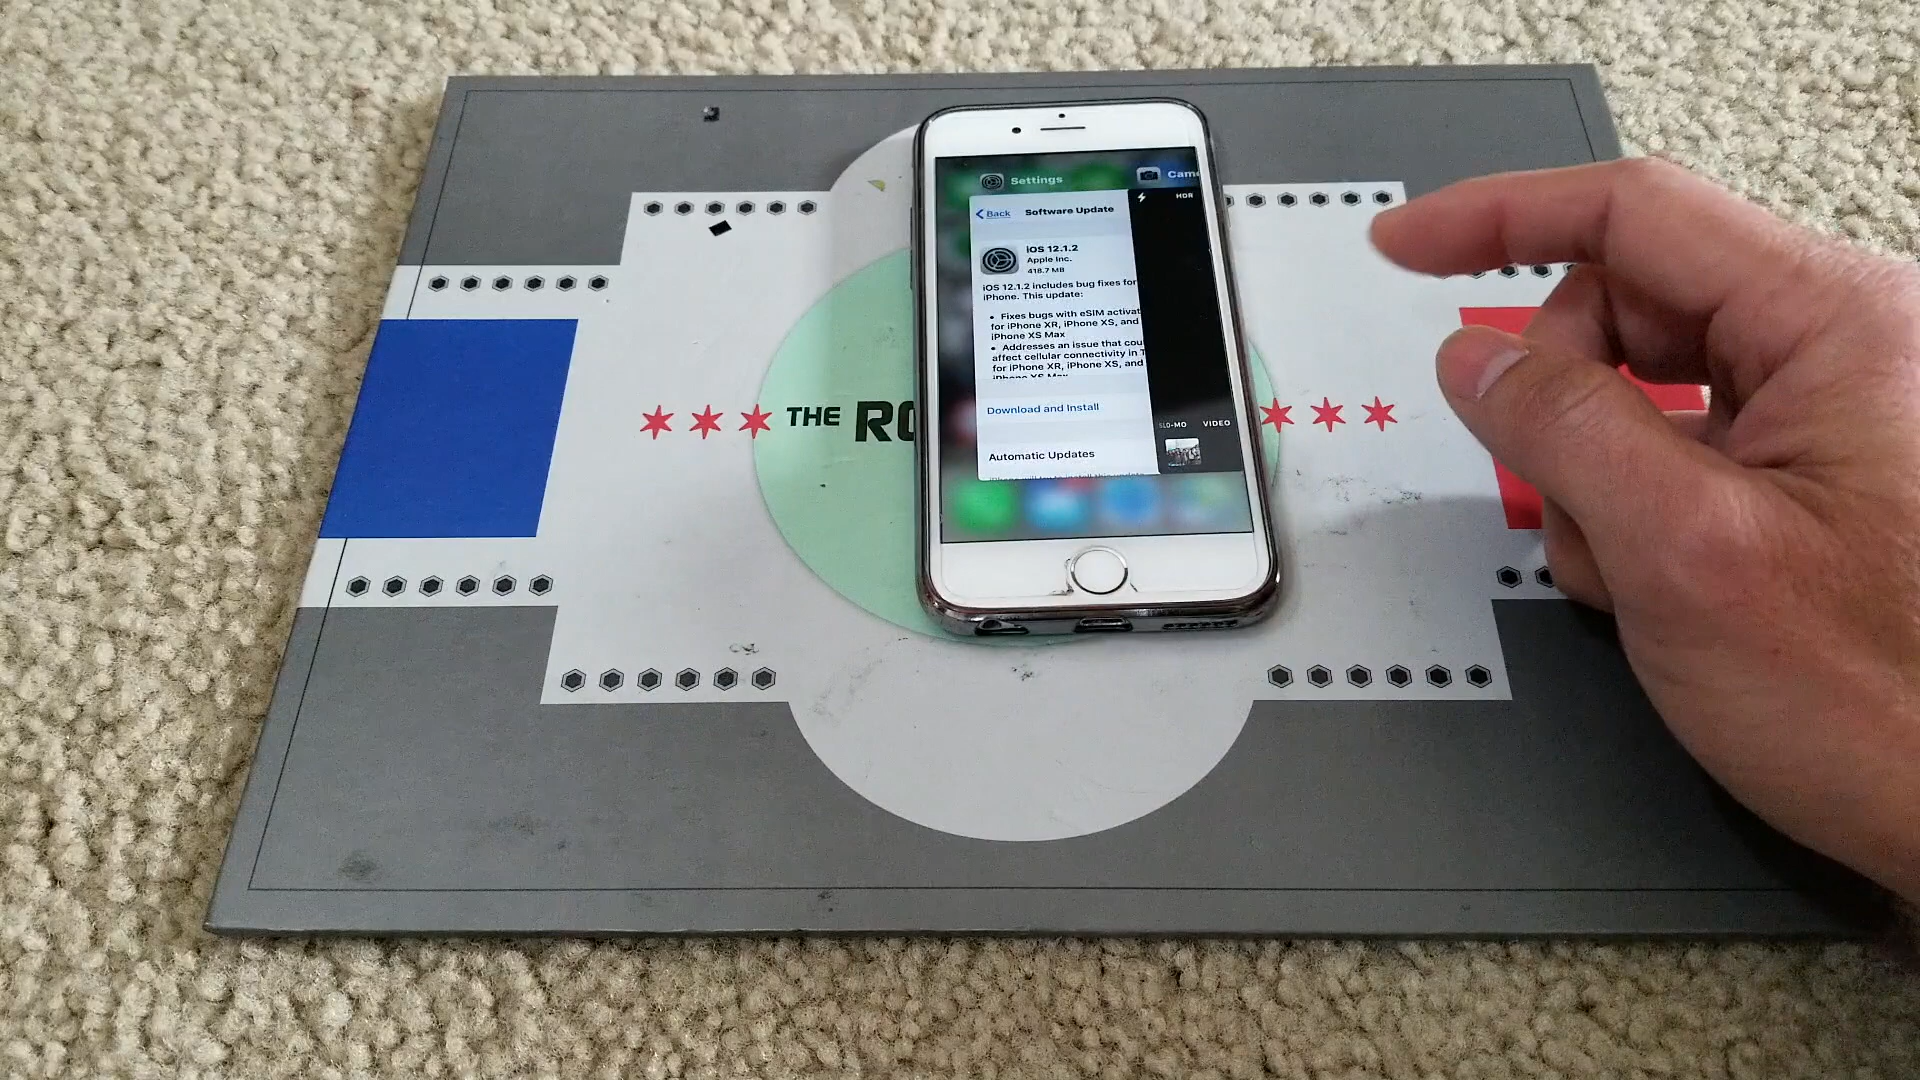 Settings
Came
Back
Software Update
HDR
iOS 12.1.2
Apple Inc.
418.7 MB
iOS 12.1.2 includes bug fixes for
iPhone. This update:
• Fixes bugs with eSIM activat
for iPhone XR, iPhone XS, and
iPhone XS Max
• Addresses an issue that cou
affect cellular connectivity in T
for iPhone XR, iPhone XS, and
iPhone XS Max
Download and Install
SLO-MO VIDEO
Automatic Updates
THE RO